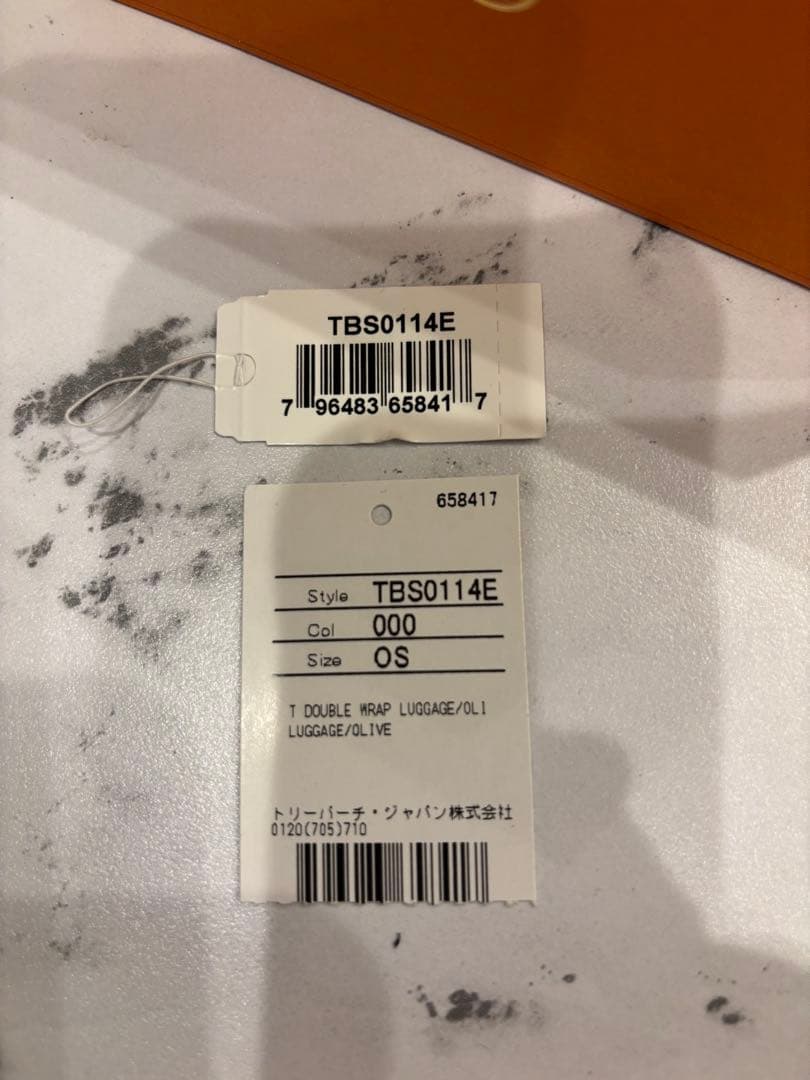 TBS0114E
7 96483 65841 7
658417
Style TBS0114E
Col 000
Size OS
T DOUBLE WRAP LUGGAGE/OLI
LUGGAGE/OLIVE
トリーバーチ・ジャパン株式会社
0120(705)710